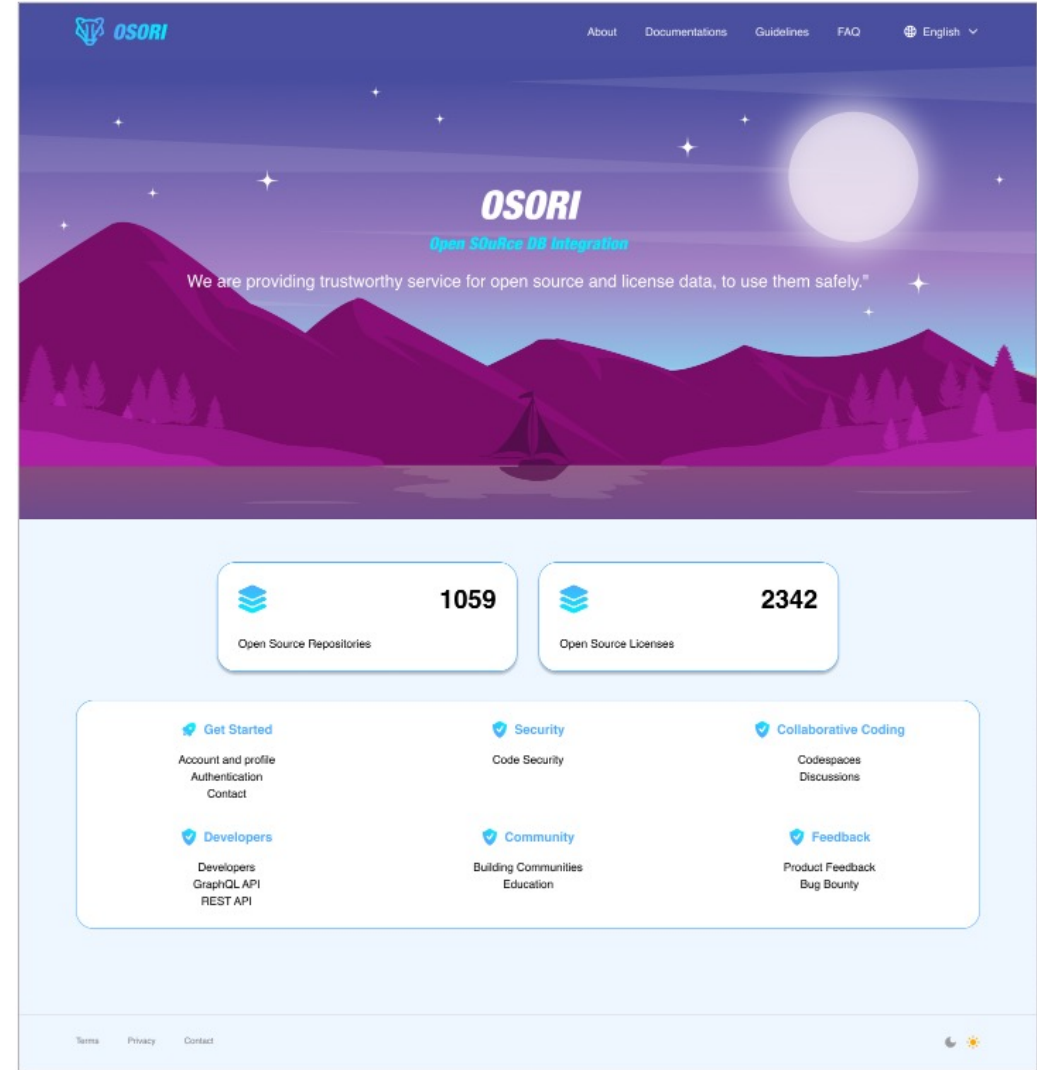 OSORI
About Documentations Guidelines FAQ English
OSORI
Open SOuRce DB Integration
We are providing trustworthy service for open source and license data, to use them safely."
1059
Open Source Repositories
2342
Open Source Licenses
Get Started
Account and profile
Authentication
Contact
Security
Code Security
Collaborative Coding
Codespaces
Discussions
Developers
Developers
GraphQL API
REST API
Community
Building Communities
Education
Feedback
Product Feedback
Bug Bounty
Terms Privacy Contact